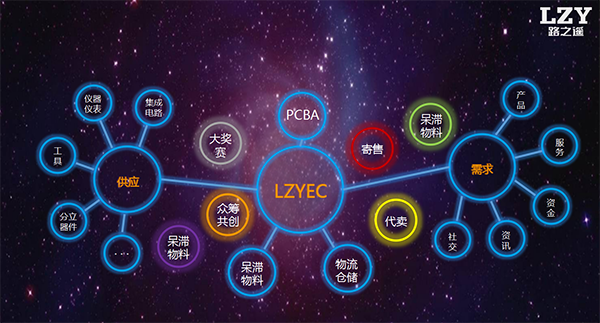 LZY
路之遥
仪器
仪表
集成
电路
工具
供应
分立
器件
...
大奖
赛
众筹
共创
呆滞
物料
PCBA
LZYEC
呆滞
物料
物流
仓储
寄售
呆滞
物料
代卖
需求
产品
服务
资金
资讯
社交